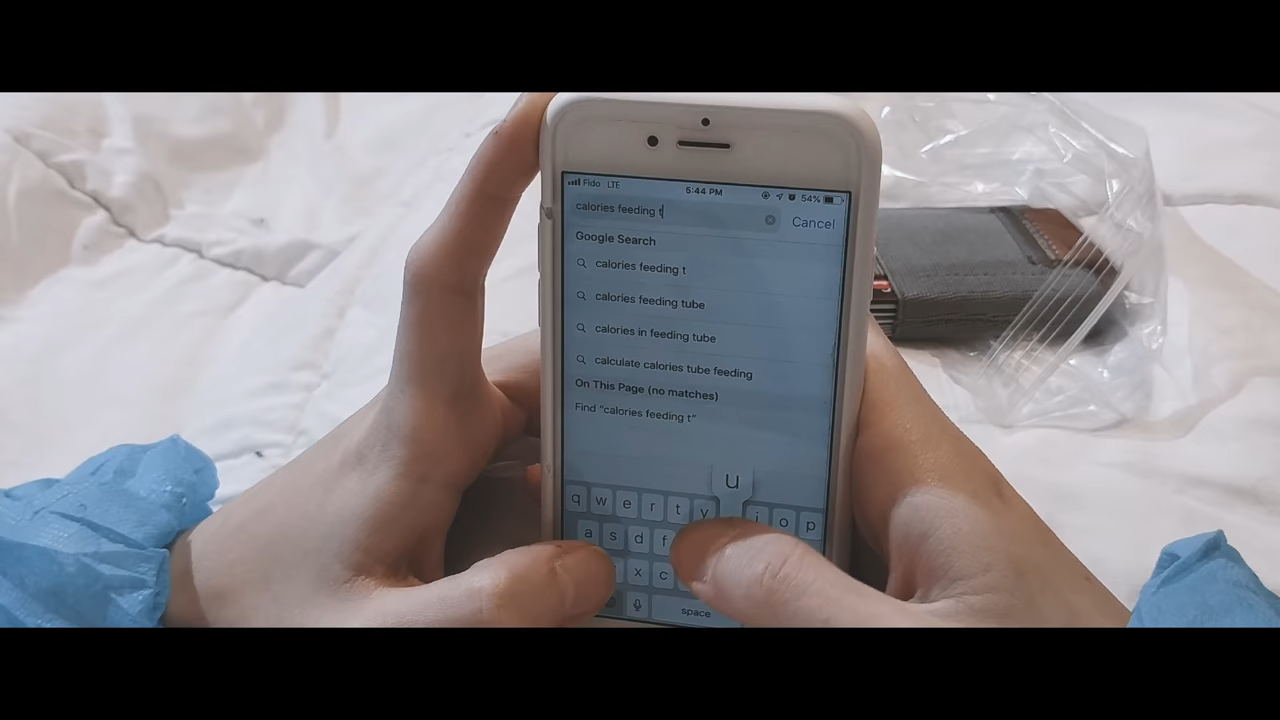 Fido LTE 5:44 PM 54%
calories feeding t Cancel
Google Search
calories feeding t
calories feeding tube
calories in feeding tube
calculate calories tube feeding
On This Page (no matches)
Find "calories feeding t"
u
q w e r t y i o p
a s d f
x c
space